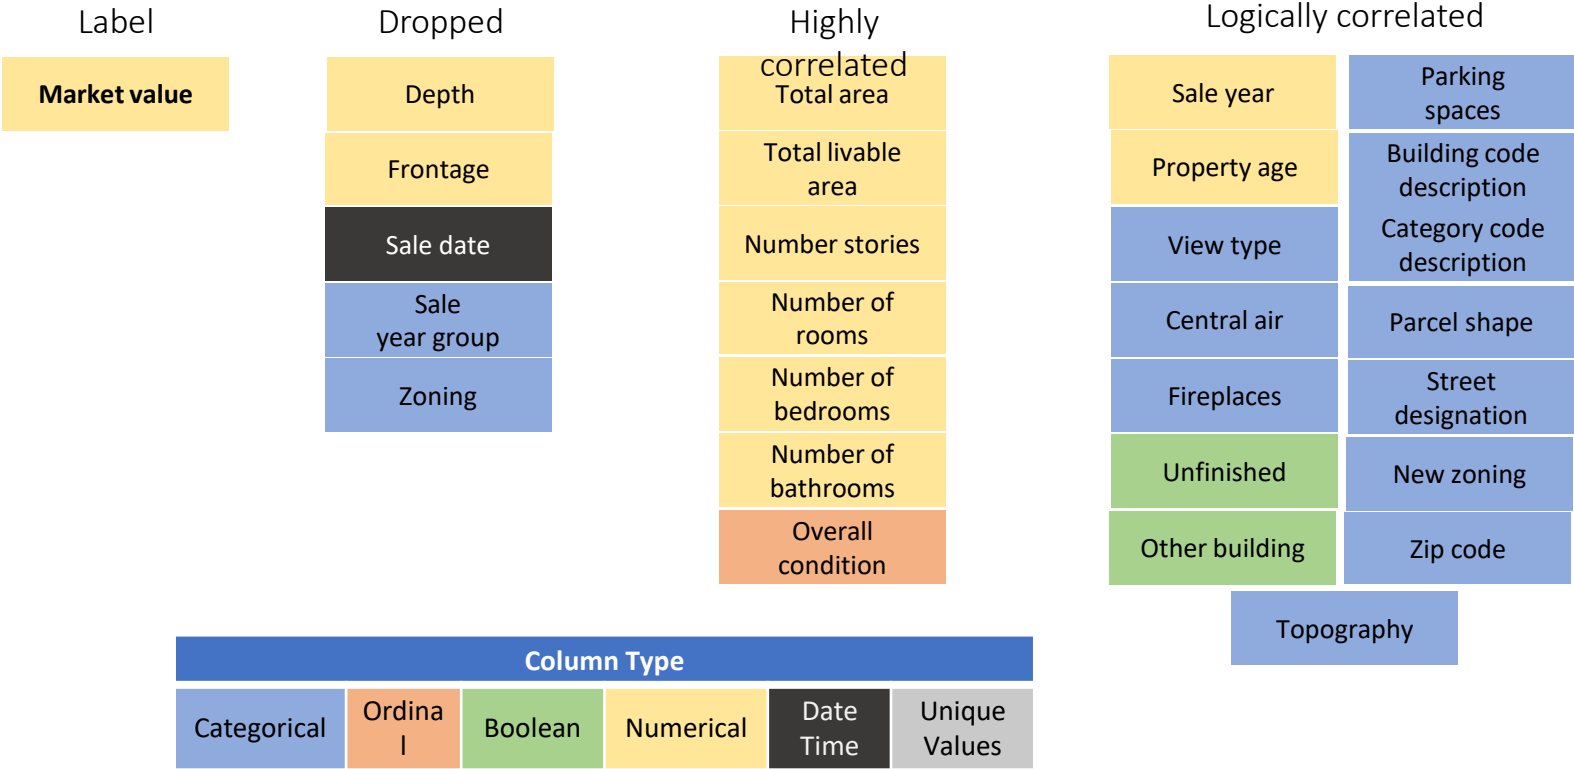 Label
Market value
Dropped
Depth
Frontage
Sale date
Sale
year group
Zoning
Highly
correlated
Total area
Total livable
area
Number stories
Number of
rooms
Number of
bedrooms
Number of
bathrooms
Overall
condition
Logically correlated
Sale year
Property age
View type
Central air
Fireplaces
Unfinished
Other building
Parking
spaces
Building code
description
Category code
description
Parcel shape
Street
designation
New zoning
Zip code
Topography
Column Type
Categorical
Ordina
l
Boolean
Numerical
Date
Time
Unique
Values